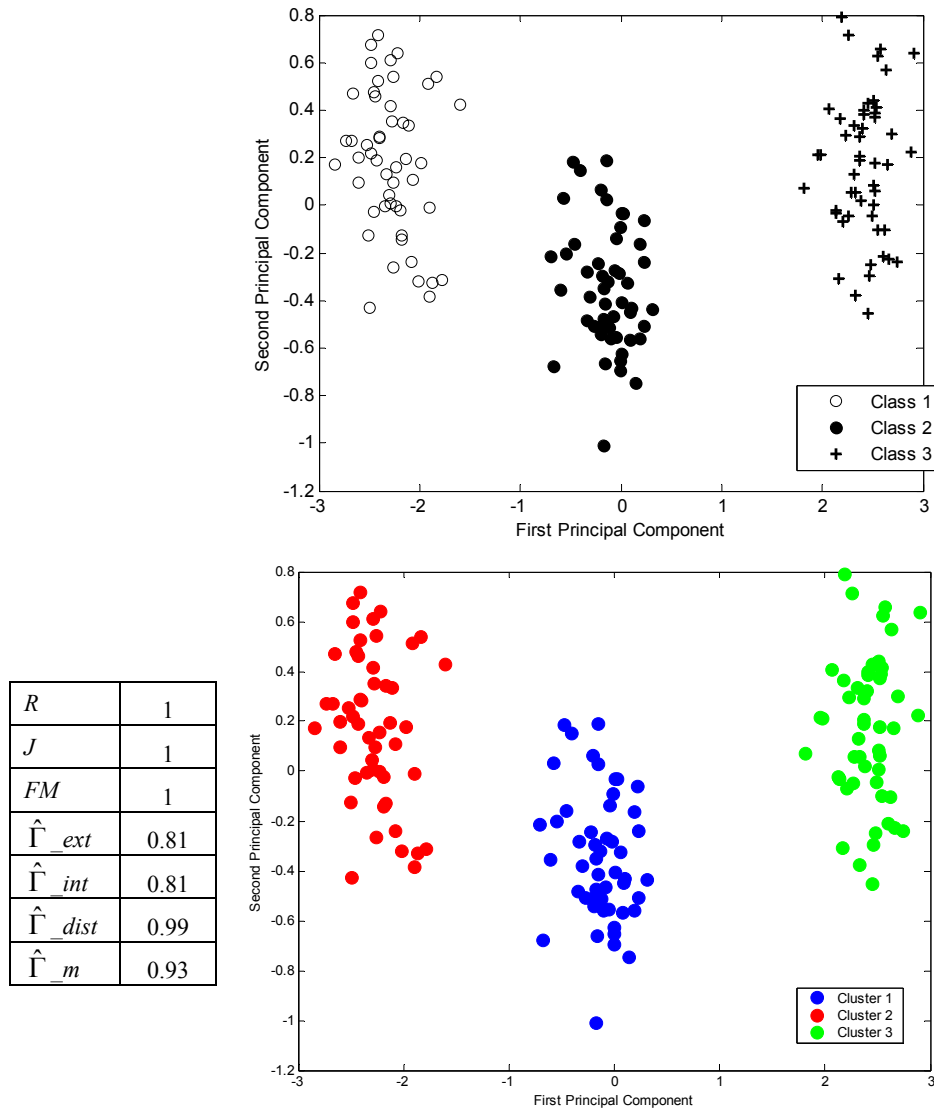 0.8
0.6
0.4
0.2
0
-0.2
-0.4
-0.6
-0.8
-1
-1.2
Second Principal Component
-3 -2 -1 0 1 2 3
First Principal Component
Class 1
Class 2
Class 3
R 1
J 1
FM 1
Γ̂_ext 0.81
Γ̂_int 0.81
Γ̂_dist 0.99
Γ̂_m 0.93
0.8
0.6
0.4
0.2
0
-0.2
-0.4
-0.6
-0.8
-1
-1.2
Second Principal Component
-3 -2 -1 0 1 2 3
First Principal Component
Cluster 1
Cluster 2
Cluster 3